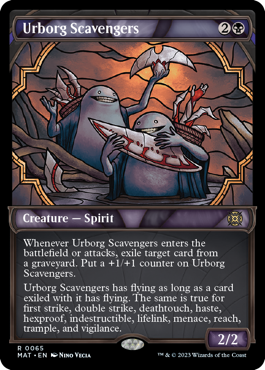 Urborg Scavengers 2
Creature — Spirit
Whenever Urborg Scavengers enters the
battlefield or attacks, exile target card
from a graveyard. Put a +1/+1 counter on Urborg
Scavengers.
Urborg Scavengers has flying as long as a card
exiled with it has flying. The same is true for
first strike, double strike, deathtouch, haste,
hexproof, indestructible, lifelink, menace, reach,
trample, and vigilance.
2/2
R 0065
MAT • EN NINO VECIA ™ & © 2023 Wizards of the Coast